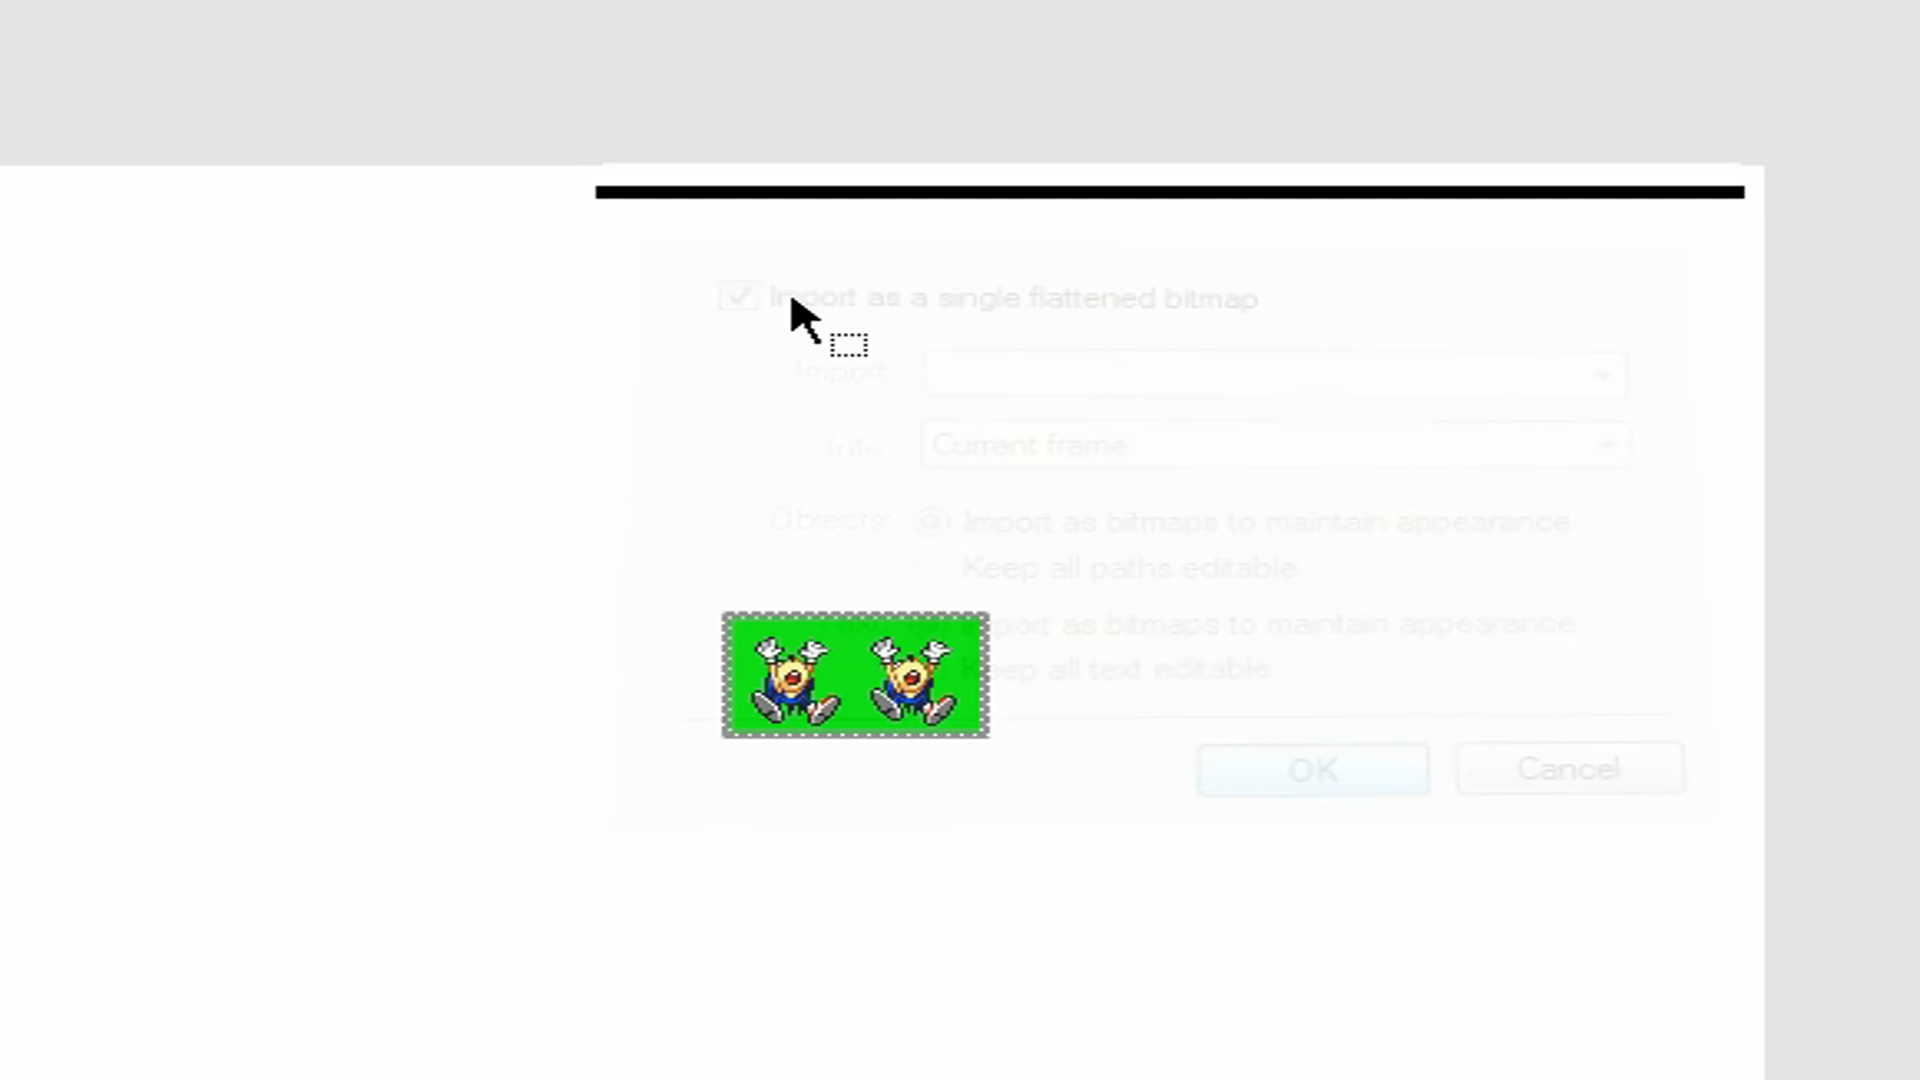 Import as a single flattened bitmap
Import:
Into:
Current frame
Objects:
Import as bitmaps to maintain appearance
Keep all paths editable
Import as bitmaps to maintain appearance
Keep all text editable
OK
Cancel